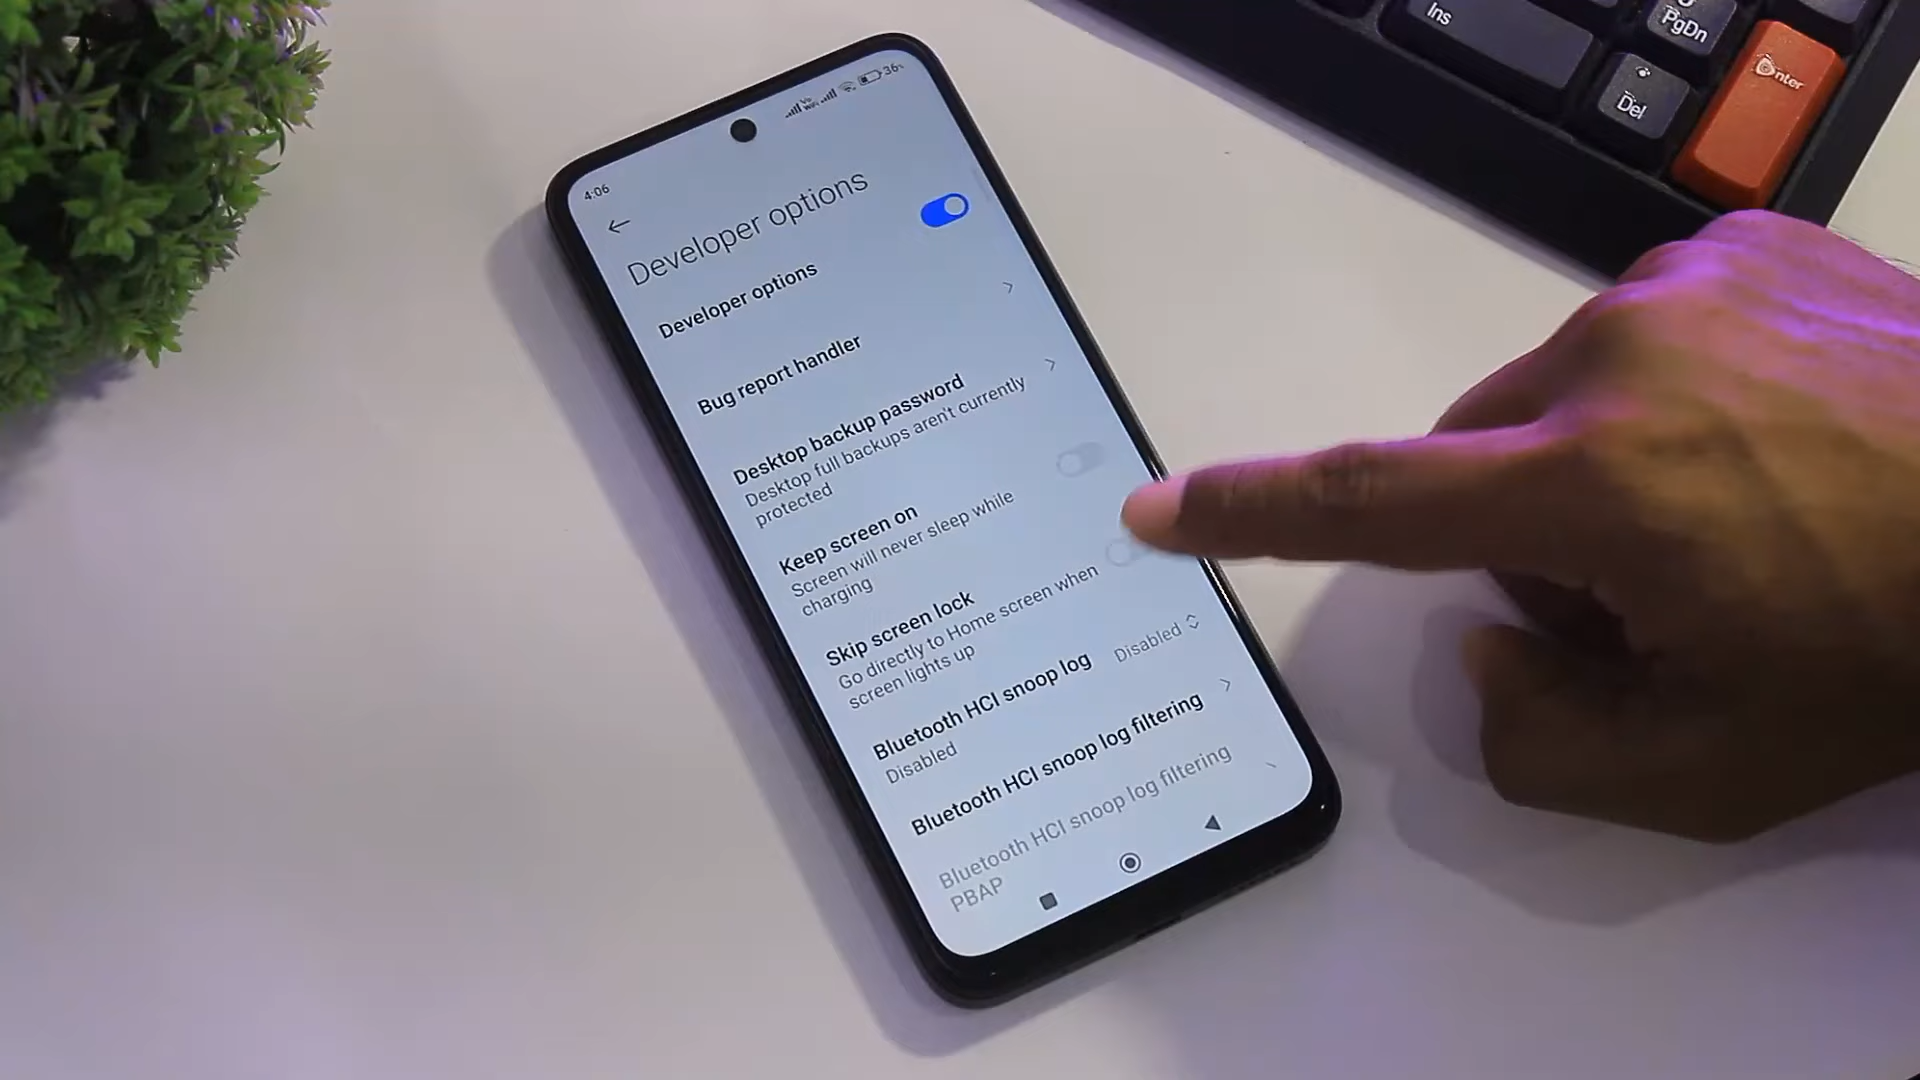 Ins
PgDn
Enter
Del
36%
4:06
Developer options
Developer options
Bug report handler
Desktop backup password
Desktop full backups aren't currently
protected
Keep screen on
Screen will never sleep while
charging
Skip screen lock
Go directly to Home screen when
screen lights up
Bluetooth HCI snoop log
Disabled
Disabled
Bluetooth HCI snoop log filtering
Bluetooth HCI snoop log filtering
PBAP